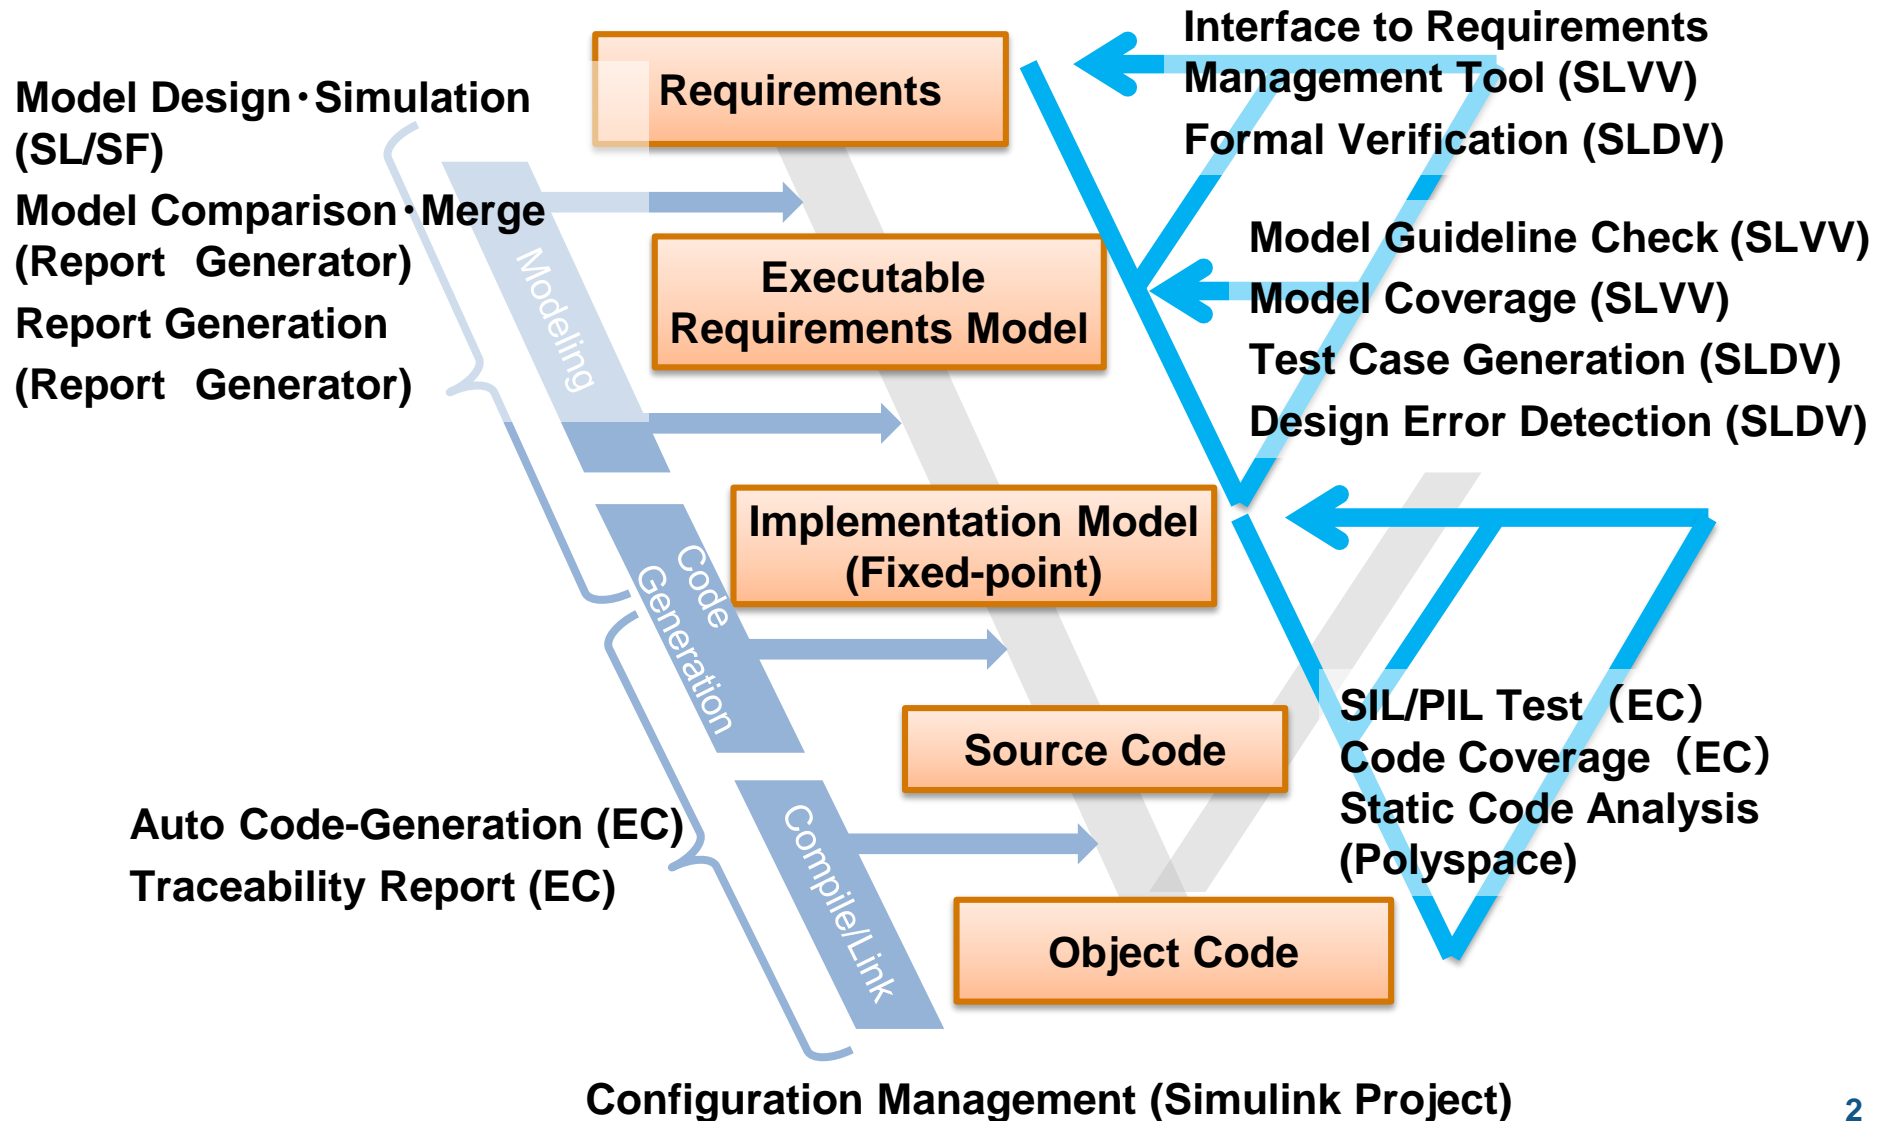 Interface to Requirements
Management Tool (SLVV)
Formal Verification (SLDV)
Requirements
Model Design・Simulation
(SL/SF)
Model Comparison・Merge
(Report Generator)
Report Generation
(Report Generator)
Modeling
Executable
Requirements Model
Model Guideline Check (SLVV)
Model Coverage (SLVV)
Test Case Generation (SLDV)
Design Error Detection (SLDV)
Implementation Model
(Fixed-point)
Code
Generation
Source Code
SIL/PIL Test（EC）
Code Coverage（EC）
Static Code Analysis
(Polyspace)
Auto Code-Generation (EC)
Traceability Report (EC)
Compile/Link
Object Code
Configuration Management (Simulink Project)
2